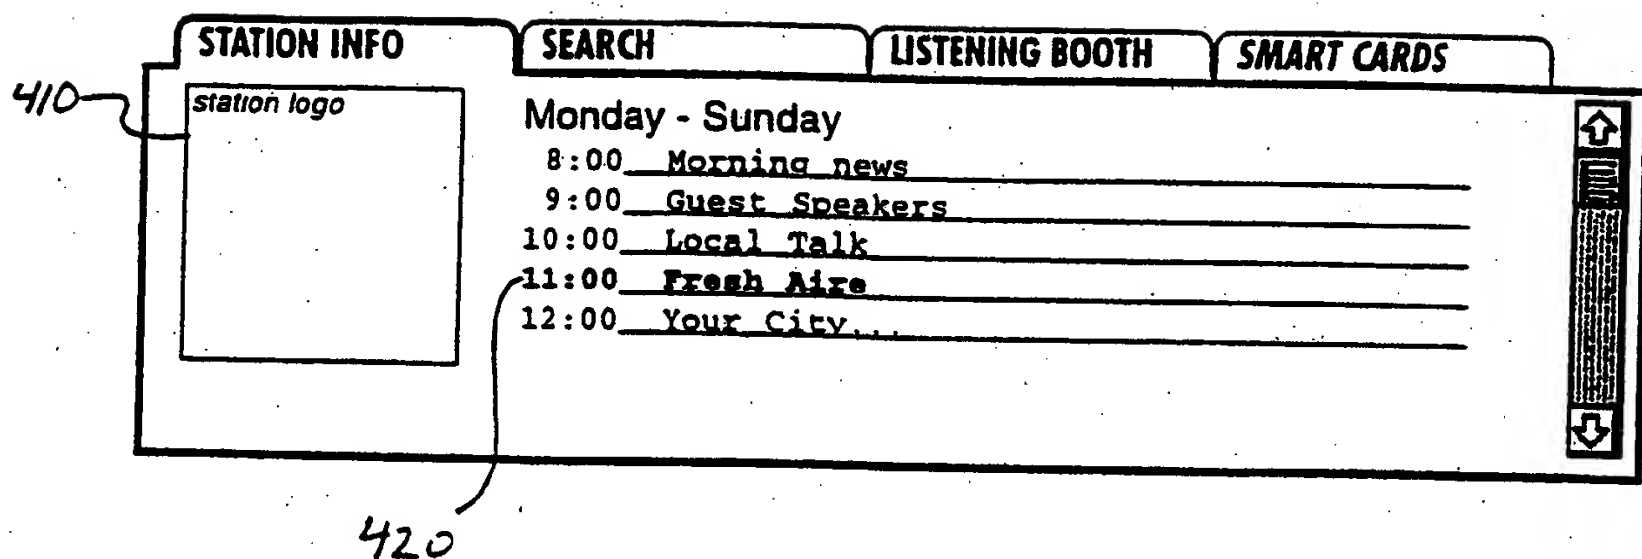 STATION INFO SEARCH LISTENING BOOTH SMART CARDS
410
station logo
Monday - Sunday
8:00 Morning news
9:00 Guest Speakers
10:00 Local Talk
11:00 Fresh Aire
12:00 Your City...
420